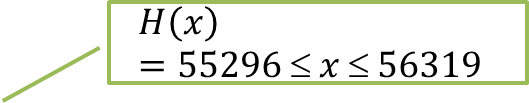 H(x)
= 55296 ≤ x ≤ 56319